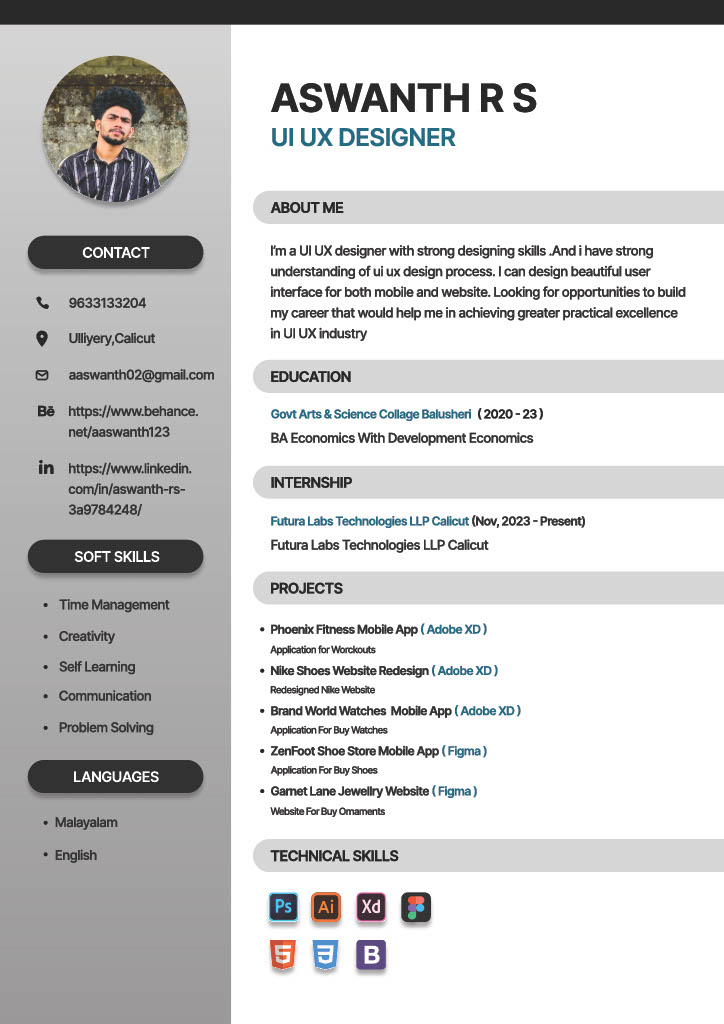 ASWANTH R S
UI UX DESIGNER
CONTACT
9633133204
Ulliyery,Calicut
aaswanth02@gmail.com
Bē
https://www.behance.
net/aaswanth123
in
https://www.linkedin.
com/in/aswanth-rs-
3a9784248/
SOFT SKILLS
• Time Management
• Creativity
• Self Learning
• Communication
• Problem Solving
LANGUAGES
• Malayalam
• English
ABOUT ME
I'm a UI UX designer with strong designing skills .And i have strong
understanding of ui ux design process. I can design beautiful user
interface for both mobile and website. Looking for opportunities to build
my career that would help me in achieving greater practical excellence
in UI UX industry
EDUCATION
Govt Arts & Science Collage Balusheri ( 2020 - 23 )
BA Economics With Development Economics
INTERNSHIP
Futura Labs Technologies LLP Calicut (Nov, 2023 - Present)
Futura Labs Technologies LLP Calicut
PROJECTS
• Phoenix Fitness Mobile App ( Adobe XD )
Application for Worckouts
• Nike Shoes Website Redesign ( Adobe XD )
Redesigned Nike Website
• Brand World Watches Mobile App ( Adobe XD )
Application For Buy Watches
• ZenFoot Shoe Store Mobile App ( Figma )
Application For Buy Shoes
• Garnet Lane Jewellry Website ( Figma )
Website For Buy Ornaments
TECHNICAL SKILLS
Ps Ai Xd
5 3 B